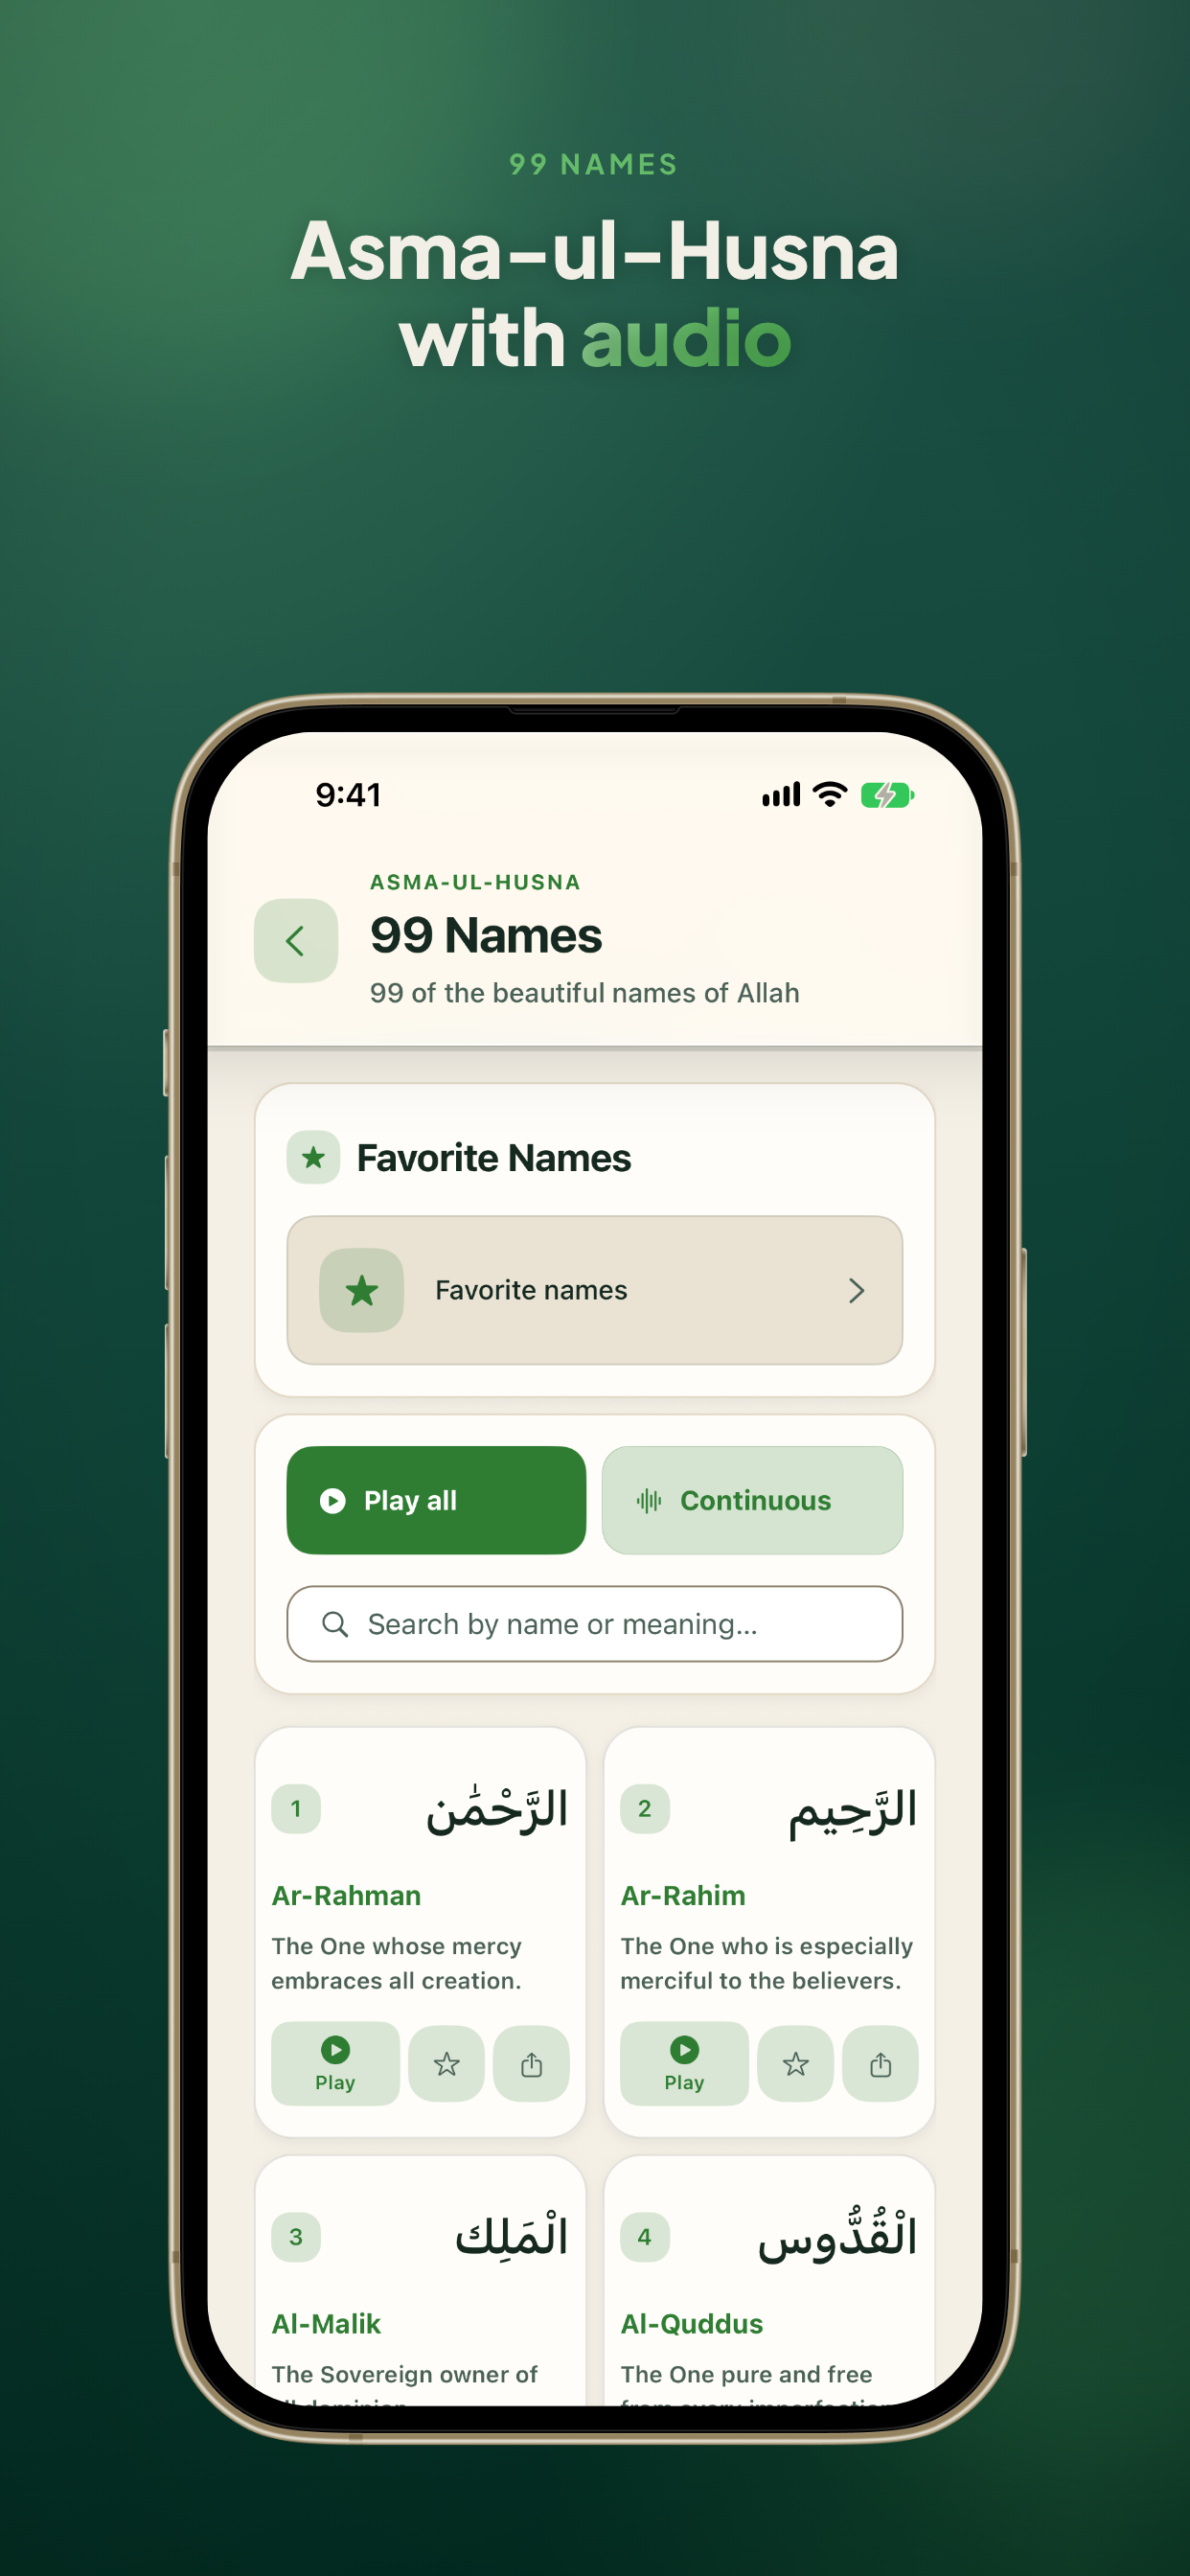 99 NAMES
Asma-ul-Husna
with audio
9:41
ASMA-UL-HUSNA
99 Names
99 of the beautiful names of Allah
Favorite Names
Favorite names
Play all
Continuous
Search by name or meaning...
1
الرَّحْمَٰن
Ar-Rahman
The One whose mercy
embraces all creation.
Play
2
الرَّحِيم
Ar-Rahim
The One who is especially
merciful to the believers.
Play
3
الْمَلِك
Al-Malik
The Sovereign owner of
4
الْقُدُّوس
Al-Quddus
The One pure and free